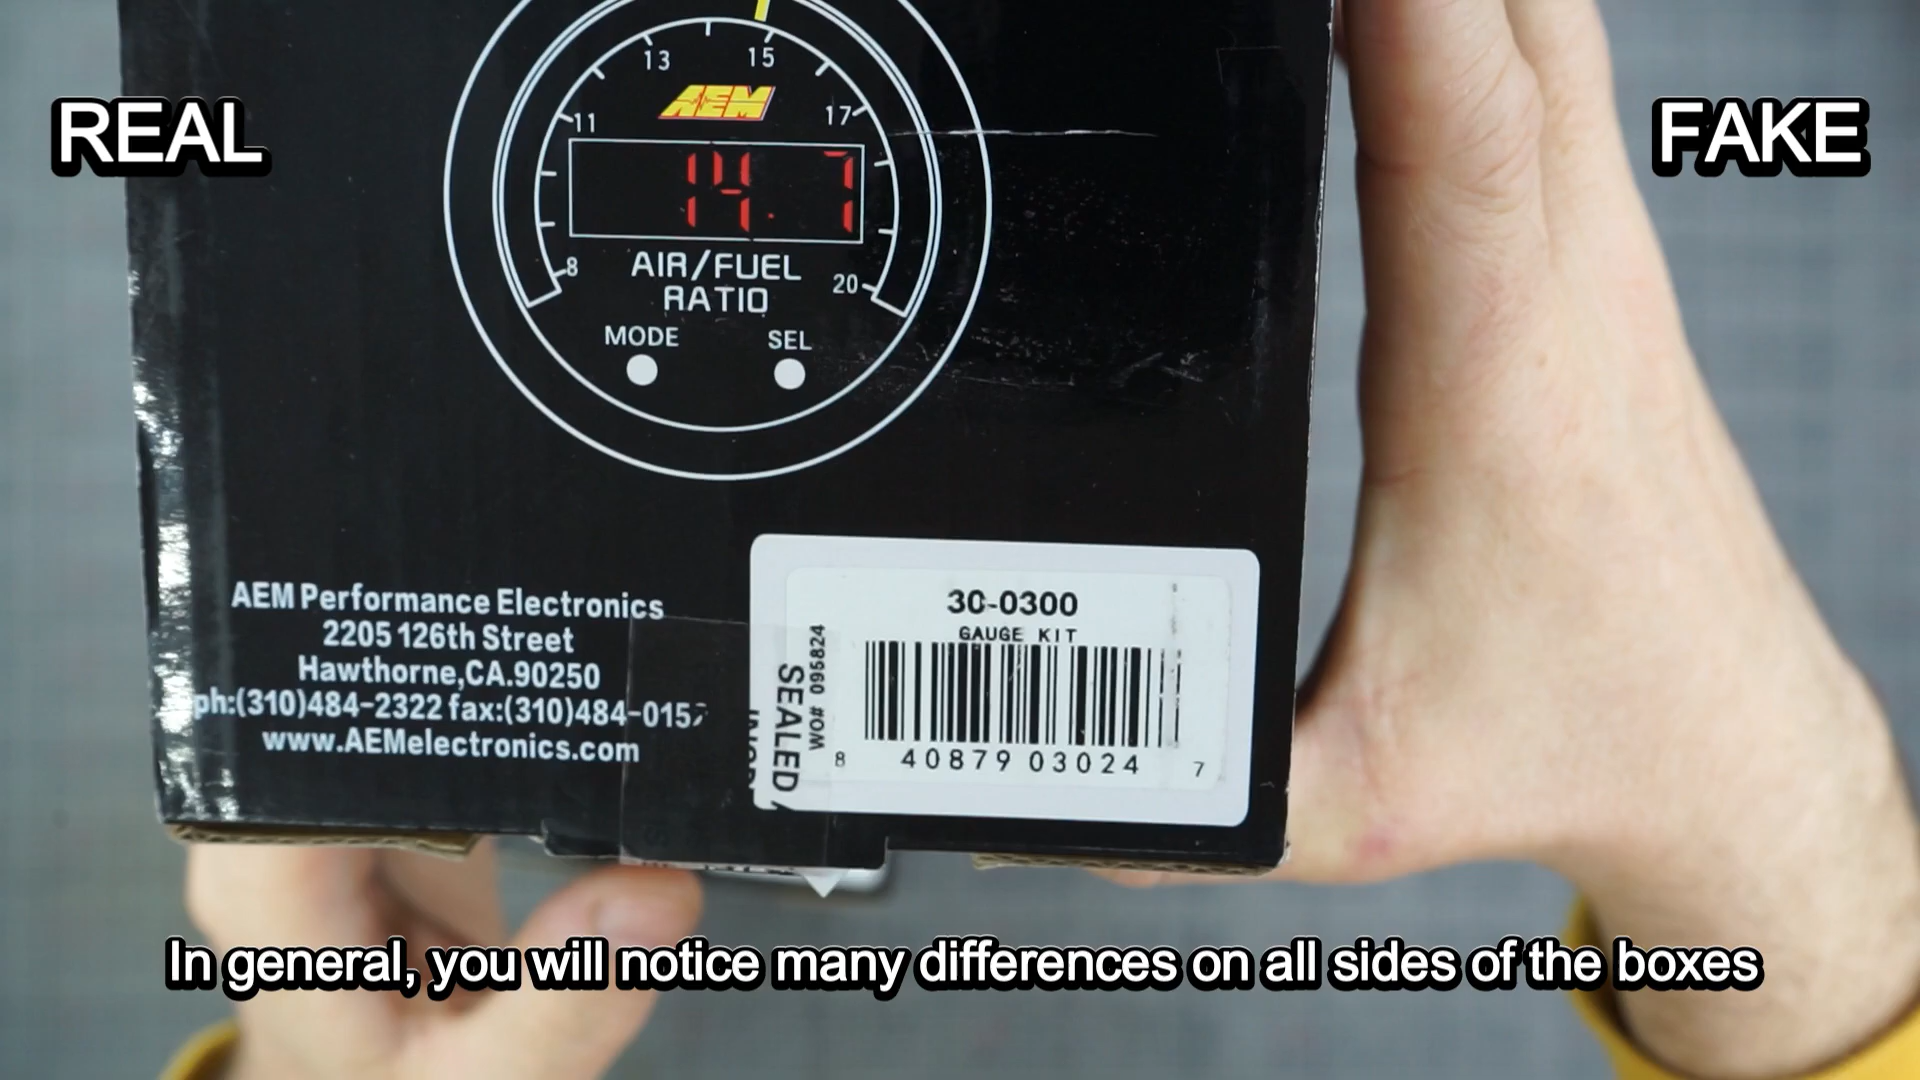 REAL
FAKE
13
15
AEM
11
17
14.7
8
AIR/FUEL
20
RATIO
MODE
SEL
AEM Performance Electronics
2205 126th Street
Hawthorne,CA.90250
ph:(310)484-2322 fax:(310)484-0157
www.AEMelectronics.com
30-0300
GAUGE KIT
WO# 095824
SEALED
8 40879 03024 7
In general, you will notice many differences on all sides of the boxes